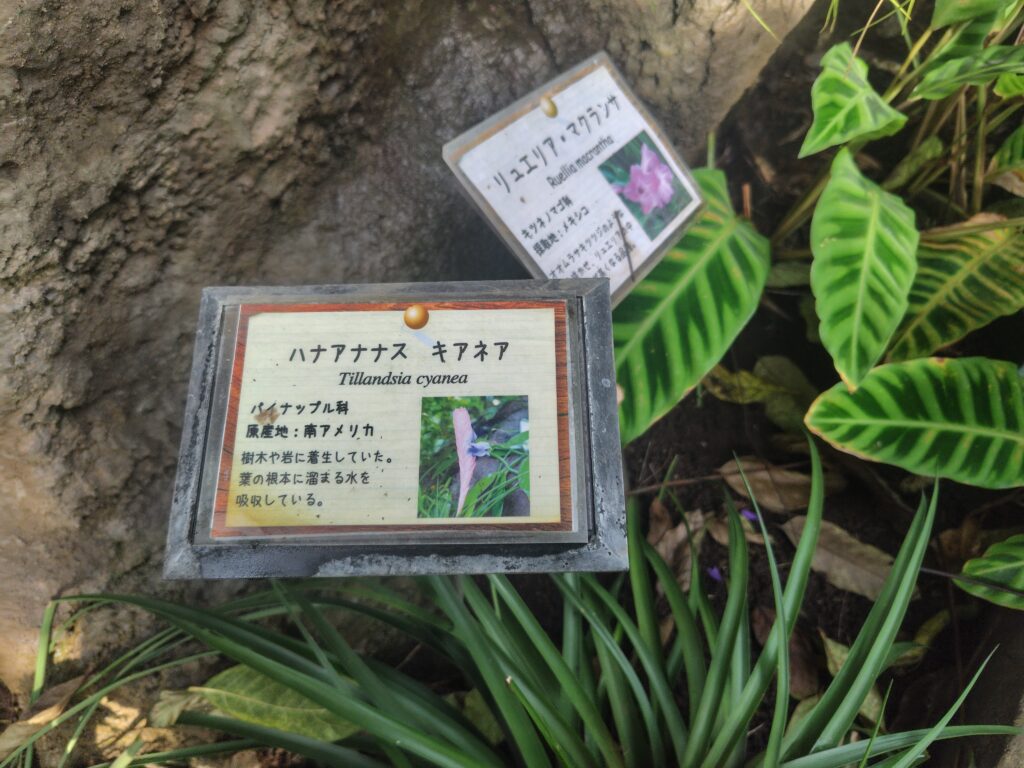 リュエリア・マクランサ
Ruellia macrantha
キツネノマゴ科
原産地：メキシコ
ハナアナナス　キアネア
Tillandsia cyanea
パイナップル科
原産地：南アメリカ
樹木や岩に着生していた。
葉の根本に溜まる水を
吸収している。